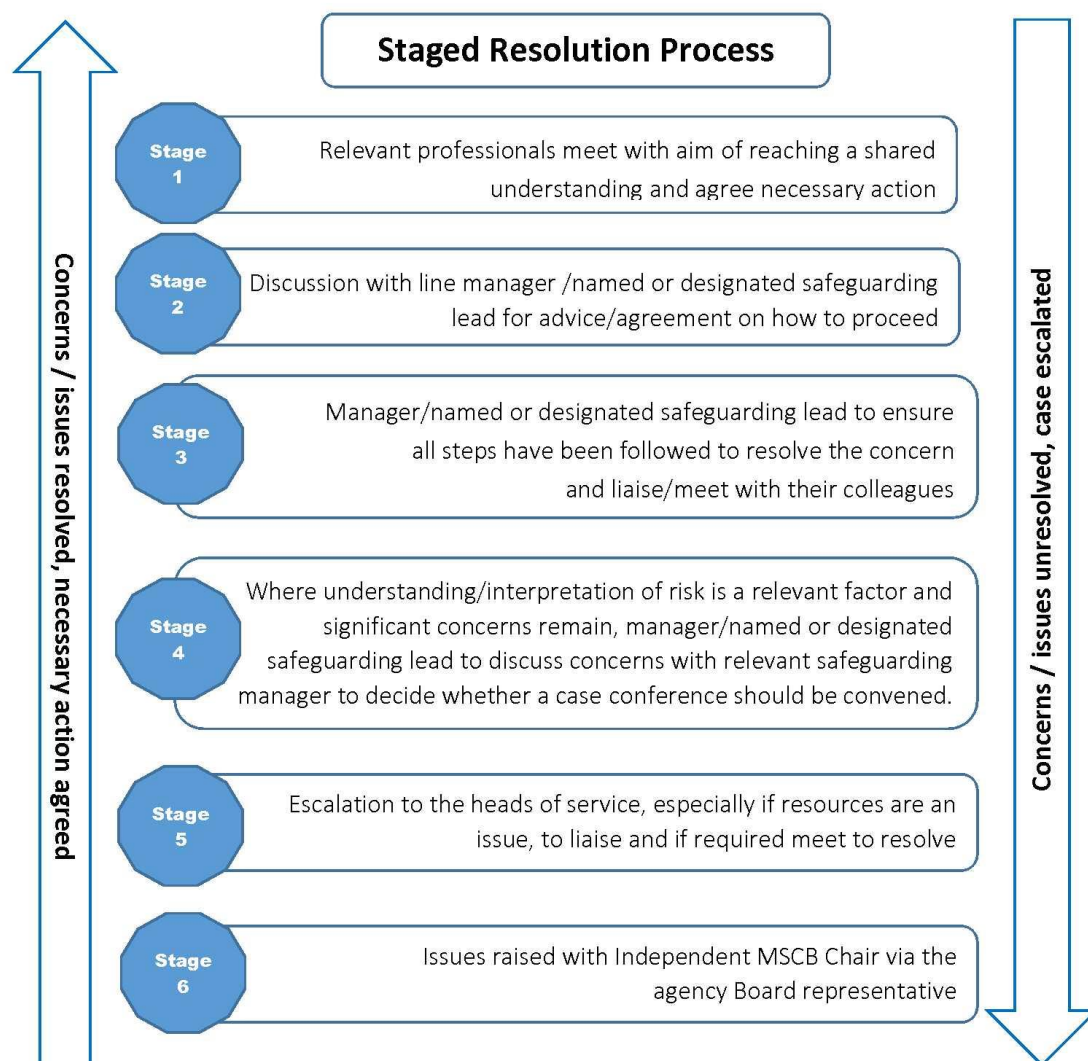 Staged Resolution Process
Stage
1
Relevant professionals meet with aim of reaching a shared
understanding and agree necessary action
Stage
2
Discussion with line manager /named or designated safeguarding
lead for advice/agreement on how to proceed
Stage
3
Manager/named or designated safeguarding lead to ensure
all steps have been followed to resolve the concern
and liaise/meet with their colleagues
Stage
4
Where understanding/interpretation of risk is a relevant factor and
significant concerns remain, manager/named or designated
safeguarding lead to discuss concerns with relevant safeguarding
manager to decide whether a case conference should be convened.
Stage
5
Escalation to the heads of service, especially if resources are an
issue, to liaise and if required meet to resolve
Stage
6
Issues raised with Independent MSCB Chair via the
agency Board representative
Concerns / issues resolved, necessary action agreed
Concerns / issues unresolved, case escalated